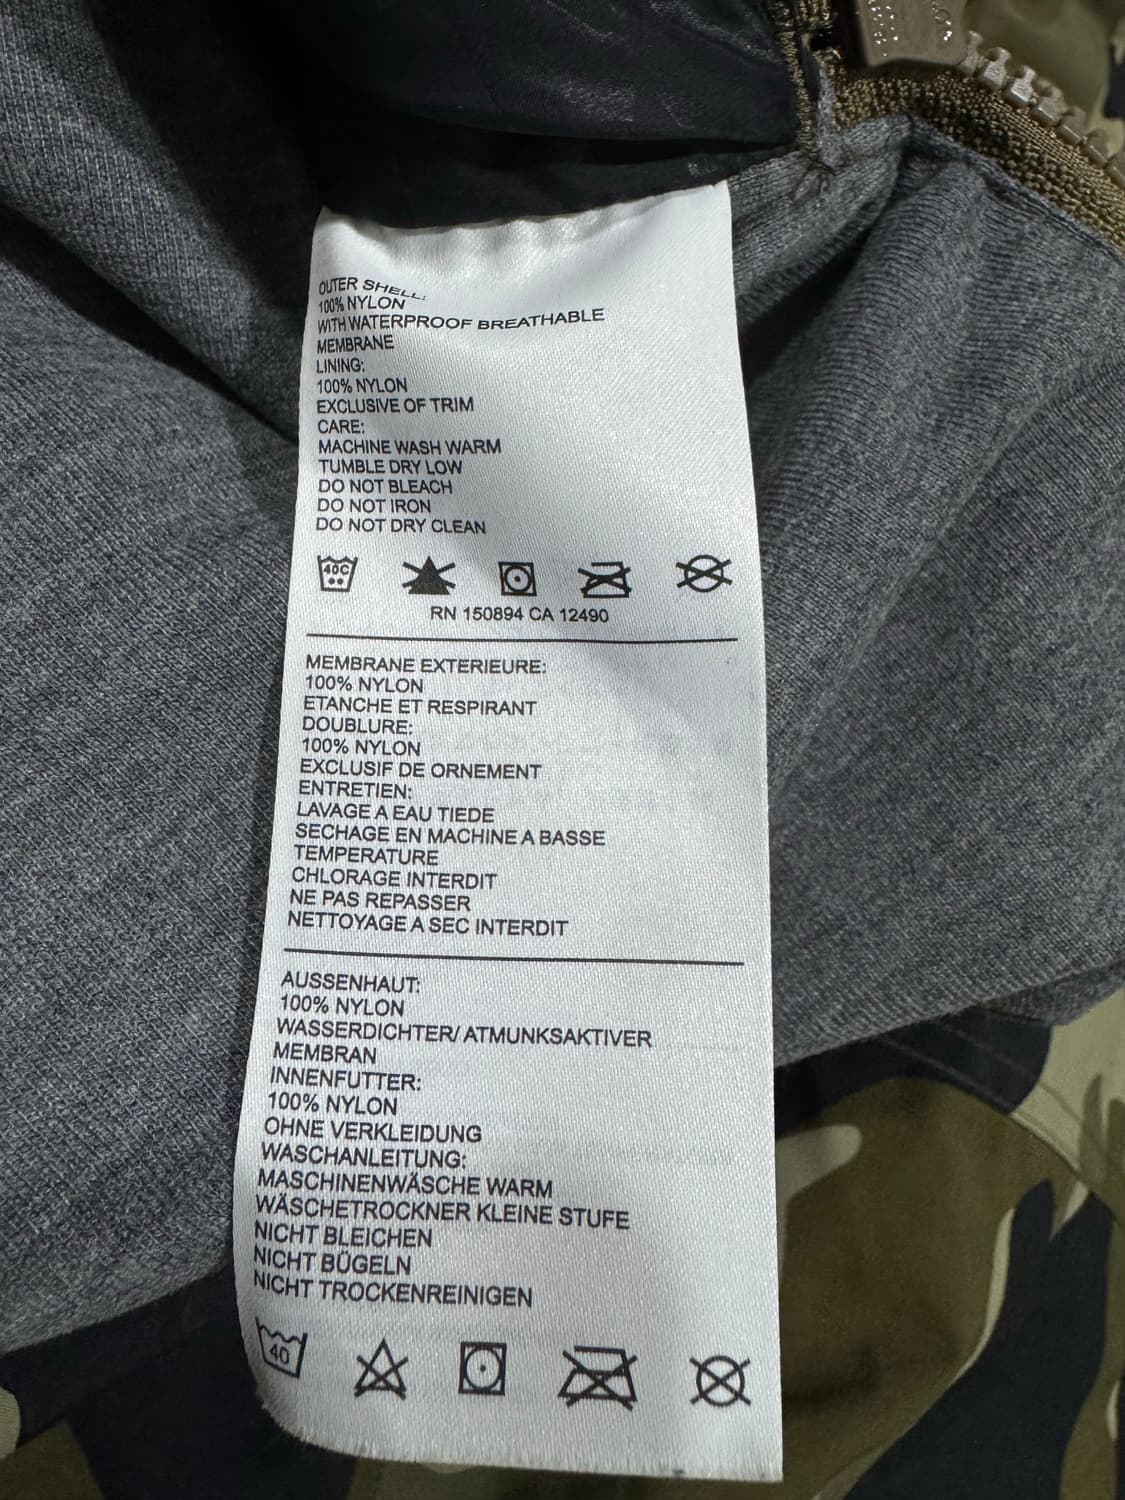 OUTER SHELL:
100% NYLON
WITH WATERPROOF BREATHABLE
MEMBRANE
LINING:
100% NYLON
EXCLUSIVE OF TRIM
CARE:
MACHINE WASH WARM
TUMBLE DRY LOW
DO NOT BLEACH
DO NOT IRON
DO NOT DRY CLEAN
40C
RN 150894 CA 12490
MEMBRANE EXTERIEURE:
100% NYLON
ETANCHE ET RESPIRANT
DOUBLURE:
100% NYLON
EXCLUSIF DE ORNEMENT
ENTRETIEN:
LAVAGE A EAU TIEDE
SECHAGE EN MACHINE A BASSE
TEMPERATURE
CHLORAGE INTERDIT
NE PAS REPASSER
NETTOYAGE A SEC INTERDIT
AUSSENHAUT:
100% NYLON
WASSERDICHTER/ ATMUNKSAKTIVER
MEMBRAN
INNENFUTTER:
100% NYLON
OHNE VERKLEIDUNG
WASCHANLEITUNG:
MASCHINENWÄSCHE WARM
WÄSCHETROCKNER KLEINE STUFE
NICHT BLEICHEN
NICHT BÜGELN
NICHT TROCKENREINIGEN
40